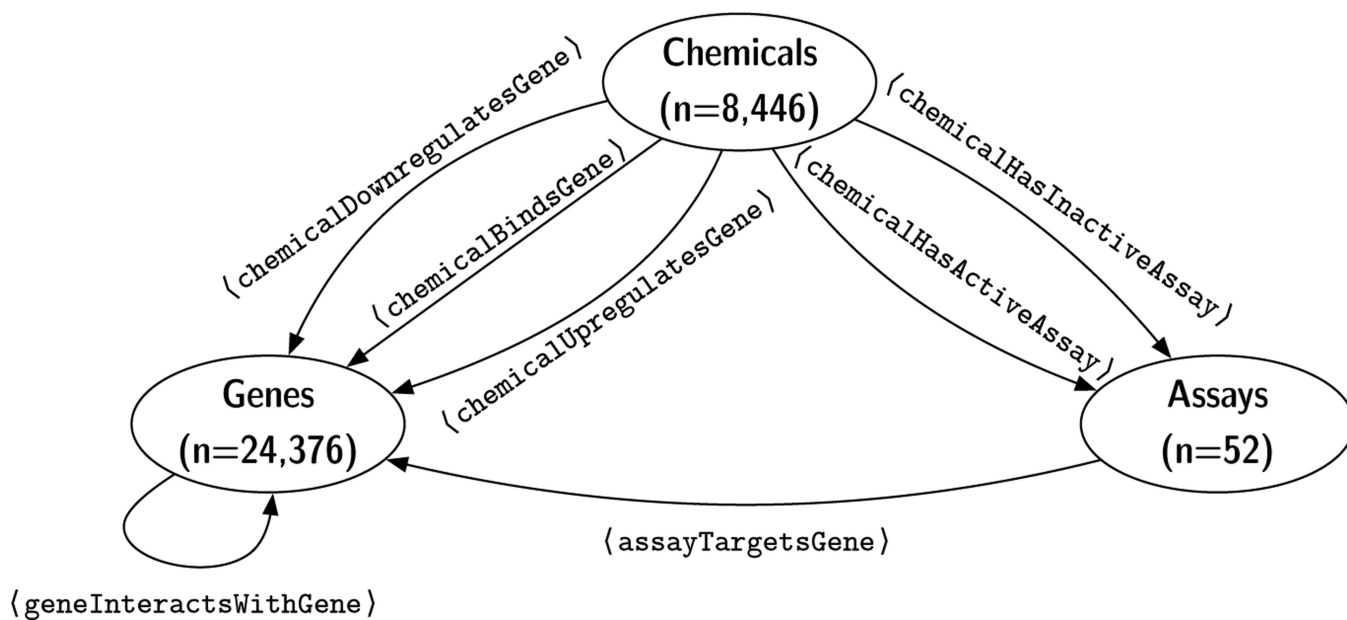 Chemicals
(n=8,446)
⟨chemicalDownregulatesGene⟩
⟨chemicalBindsGene⟩
⟨chemicalUpregulatesGene⟩
⟨chemicalHasActiveAssay⟩
⟨chemicalHasInactiveAssay⟩
Genes
(n=24,376)
Assays
(n=52)
⟨assayTargetsGene⟩
⟨geneInteractsWithGene⟩